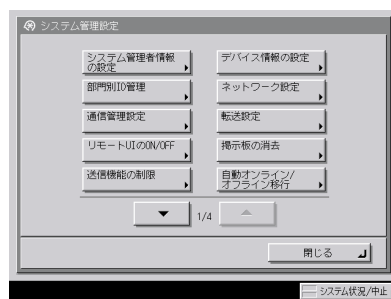 システム管理設定
システム管理者情報
の設定
デバイス情報の設定
部門別ID管理
ネットワーク設定
通信管理設定
転送設定
リモートUIのON/OFF
掲示板の消去
送信機能の制限
自動オンライン/
オフライン移行
1/4
閉じる
システム状況/中止